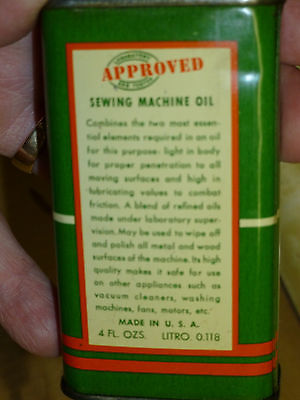 LABORATORY
APPROVED
AND TESTED
SEWING MACHINE OIL
Combines the two most essen-
tial elements required in an oil
for this purpose: light in body
for proper penetration to all
moving surfaces and high in
lubricating values to combat
friction. A blend of refined oils
made under laboratory super-
vision. May be used to wipe off
and polish all metal and wood
surfaces of the machine. Its high
quality makes it safe for use
on other appliances such as
vacuum cleaners, washing
machines, fans, motors, etc.
MADE IN U. S. A.
4 FL. OZS. LITRO 0.118